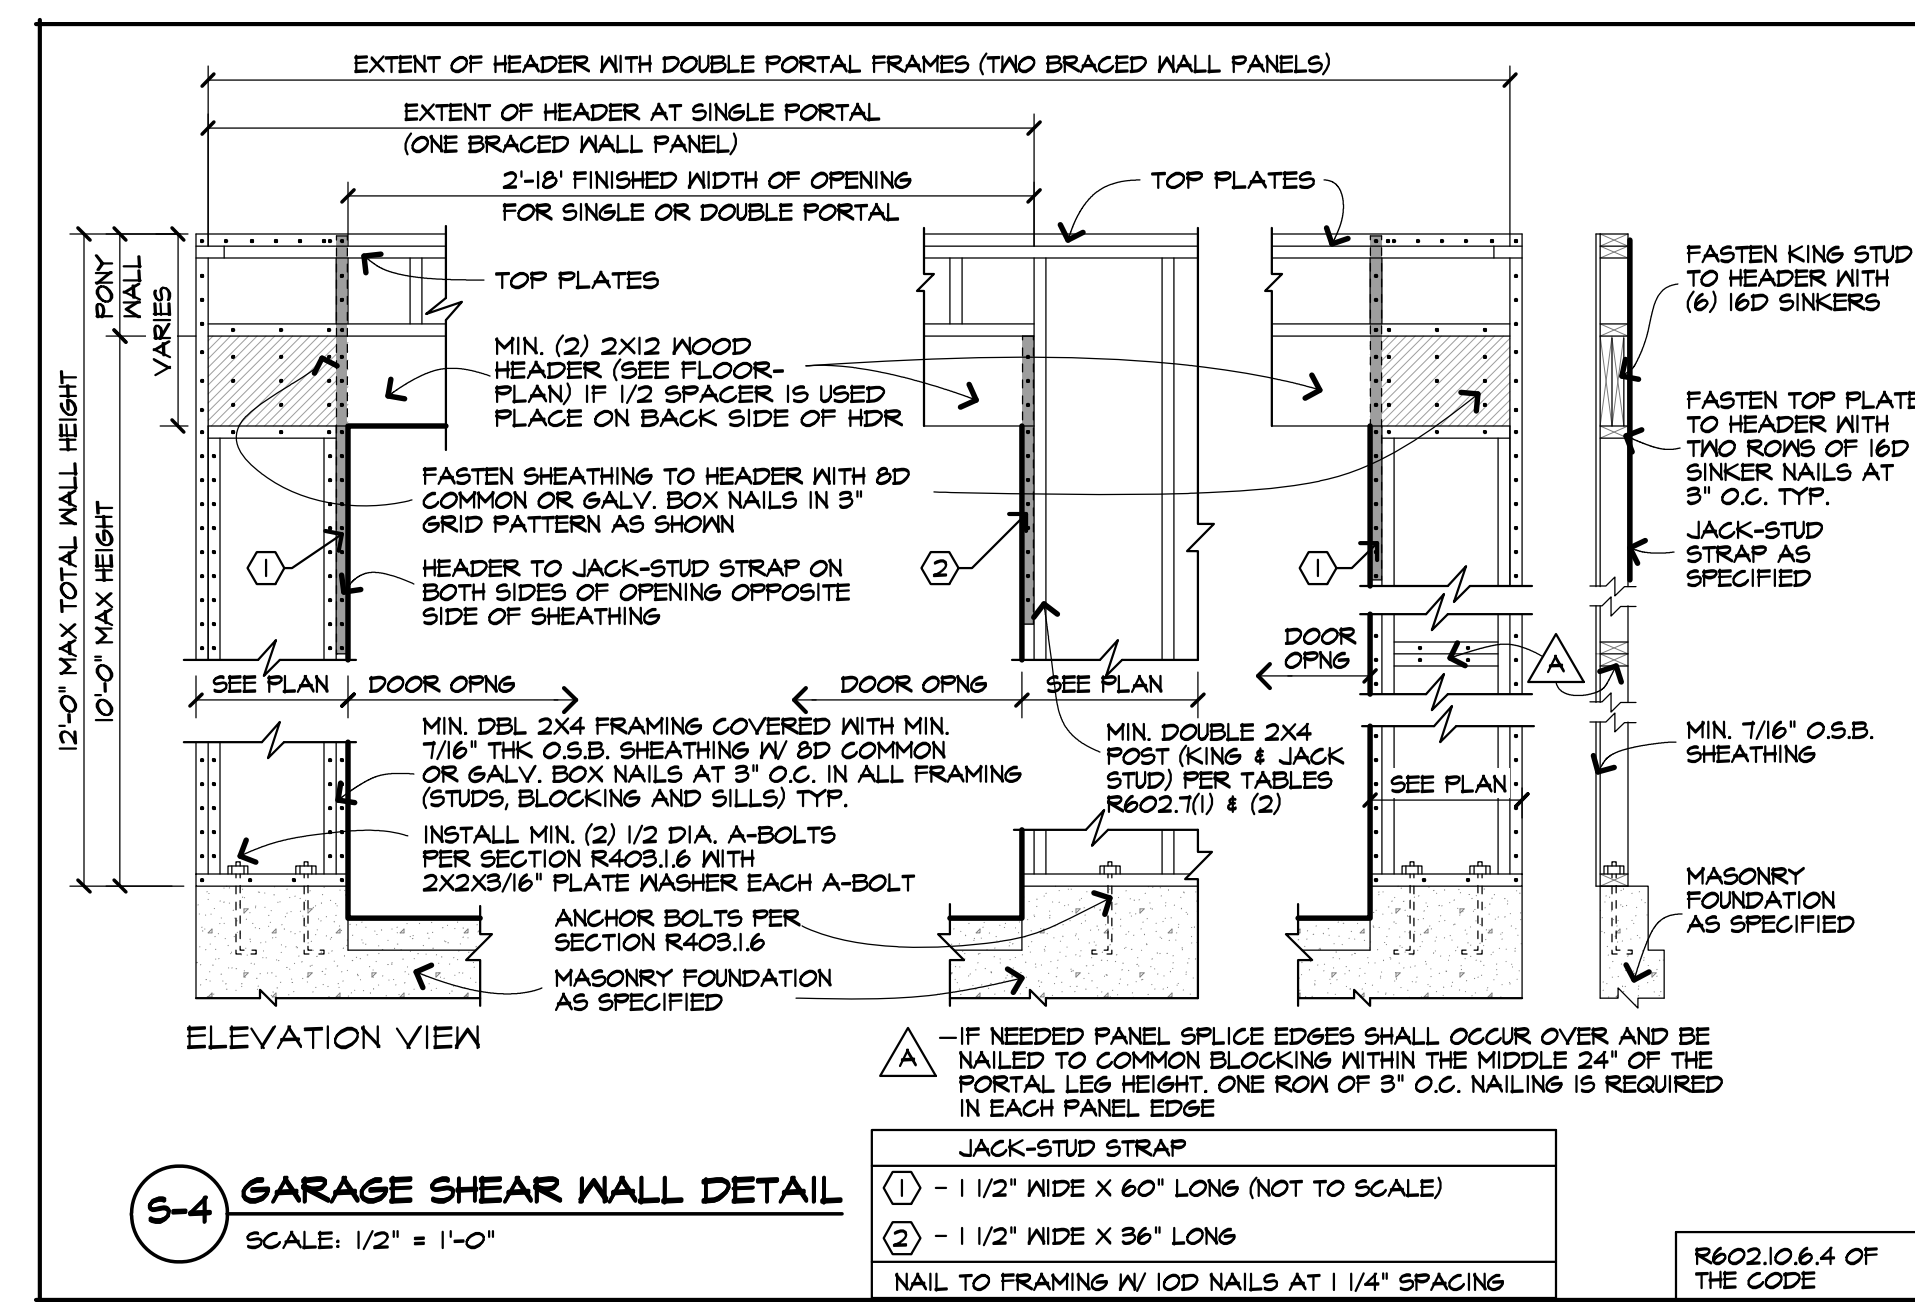 EXTENT OF HEADER WITH DOUBLE PORTAL FRAMES (TWO BRACED WALL PANELS)
EXTENT OF HEADER AT SINGLE PORTAL
(ONE BRACED WALL PANEL)
2'-18' FINISHED WIDTH OF OPENING
FOR SINGLE OR DOUBLE PORTAL
TOP PLATES
PONY
WALL
VARIES
12'-0" MAX TOTAL WALL HEIGHT
10'-0" MAX HEIGHT
TOP PLATES
MIN. (2) 2X12 WOOD
HEADER (SEE FLOOR-
PLAN) IF 1/2 SPACER IS USED
PLACE ON BACK SIDE OF HDR
FASTEN SHEATHING TO HEADER WITH 8D
COMMON OR GALV. BOX NAILS IN 3"
GRID PATTERN AS SHOWN
1
HEADER TO JACK-STUD STRAP ON
BOTH SIDES OF OPENING OPPOSITE
SIDE OF SHEATHING
2
1
FASTEN KING STUD
TO HEADER WITH
(6) 16D SINKERS
FASTEN TOP PLATE
TO HEADER WITH
TWO ROWS OF 16D
SINKER NAILS AT
3" O.C. TYP.
JACK-STUD
STRAP AS
SPECIFIED
DOOR
OPNG
A
SEE PLAN
DOOR OPNG
DOOR OPNG
SEE PLAN
MIN. DBL 2X4 FRAMING COVERED WITH MIN.
7/16" THK O.S.B. SHEATHING W/ 8D COMMON
OR GALV. BOX NAILS AT 3" O.C. IN ALL FRAMING
(STUDS, BLOCKING AND SILLS) TYP.
MIN. DOUBLE 2X4
POST (KING & JACK
STUD) PER TABLES
R602.7(1) & (2)
SEE PLAN
MIN. 7/16" O.S.B.
SHEATHING
INSTALL MIN. (2) 1/2 DIA. A-BOLTS
PER SECTION R403.1.6 WITH
2X2X3/16" PLATE WASHER EACH A-BOLT
ANCHOR BOLTS PER
SECTION R403.1.6
MASONRY FOUNDATION
AS SPECIFIED
MASONRY
FOUNDATION
AS SPECIFIED
ELEVATION VIEW
A
-IF NEEDED PANEL SPLICE EDGES SHALL OCCUR OVER AND BE
NAILED TO COMMON BLOCKING WITHIN THE MIDDLE 24" OF THE
PORTAL LEG HEIGHT. ONE ROW OF 3" O.C. NAILING IS REQUIRED
IN EACH PANEL EDGE
JACK-STUD STRAP
1 - 1 1/2" WIDE X 60" LONG (NOT TO SCALE)
2 - 1 1/2" WIDE X 36" LONG
NAIL TO FRAMING W/ 10D NAILS AT 1 1/4" SPACING
S-4
GARAGE SHEAR WALL DETAIL
SCALE: 1/2" = 1'-0"
R602.10.6.4 OF
THE CODE